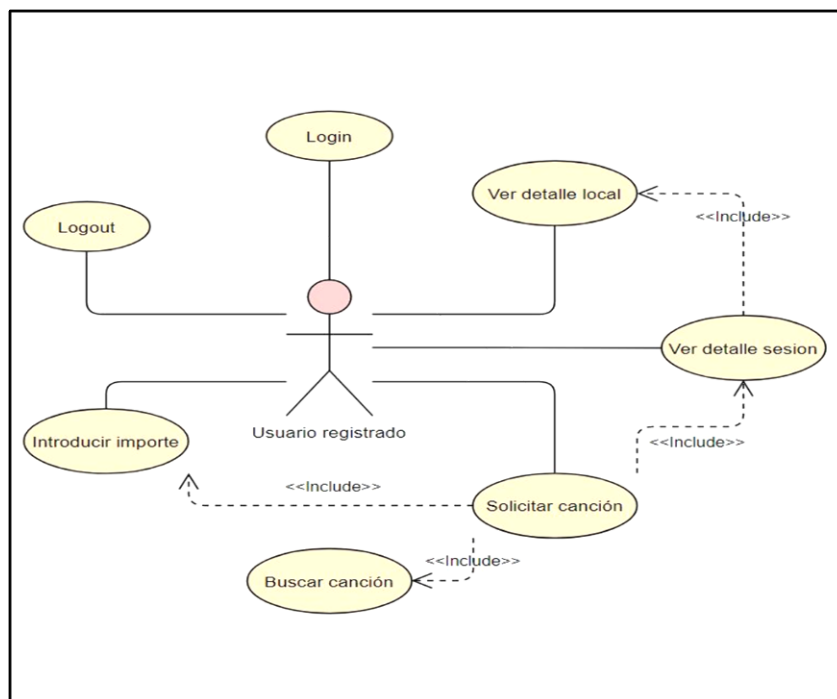 Login
Ver detalle local
<<Include>>
Logout
Ver detalle sesion
Usuario registrado
Introducir importe
<<Include>>
<<Include>>
Solicitar canción
<<Include>>
Buscar canción